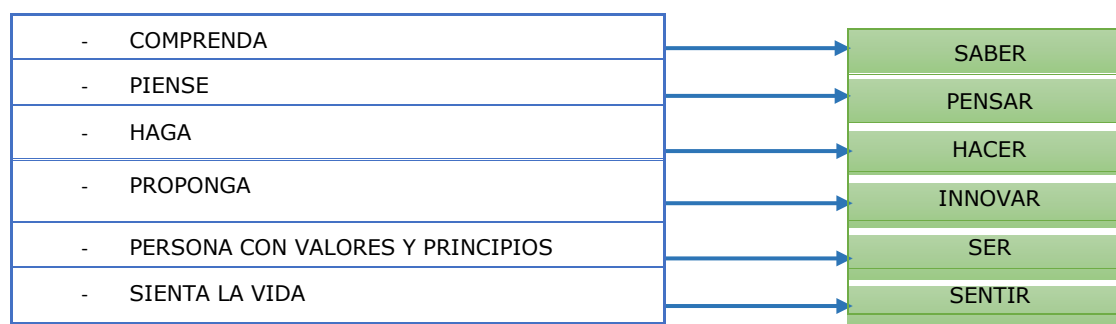 - COMPRENDA
SABER
- PIENSE
PENSAR
- HAGA
HACER
- PROPONGA
INNOVAR
- PERSONA CON VALORES Y PRINCIPIOS
SER
- SIENTA LA VIDA
SENTIR